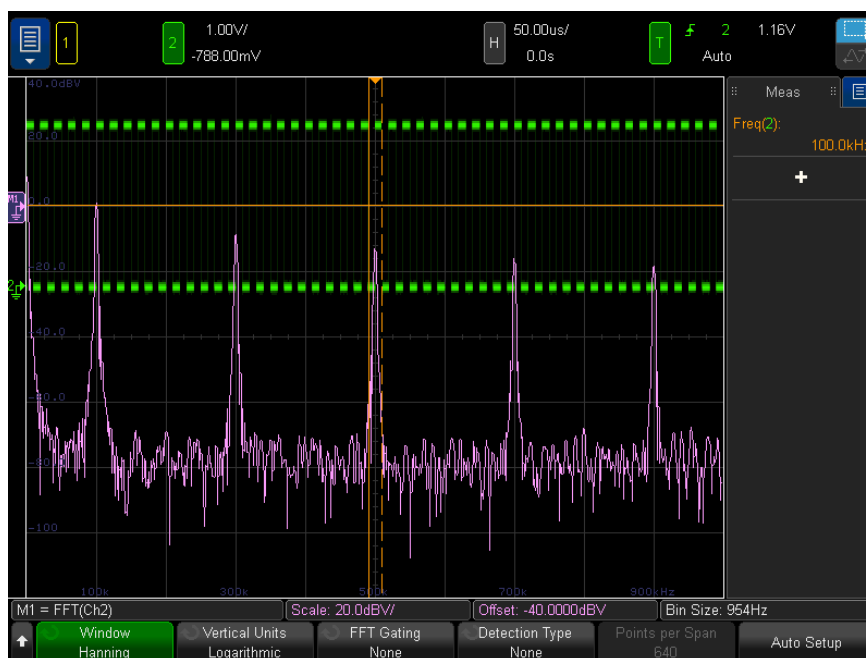 1
2
1.00V/
-788.00mV
H
50.00us/
0.0s
T
2
1.16V
Auto
40.0dBV
20.0
M1
0.0
-20.0
2
-40.0
-60.0
-80.0
-100
100k
300k
500k
700k
900kHz
Meas
Freq(2):
100.0kHz
M1 = FFT(Ch2)
Scale: 20.0dBV/
Offset: -40.0000dBV
Bin Size: 954Hz
Window
Hanning
Vertical Units
Logarithmic
FFT Gating
None
Detection Type
None
Points per Span
640
Auto Setup